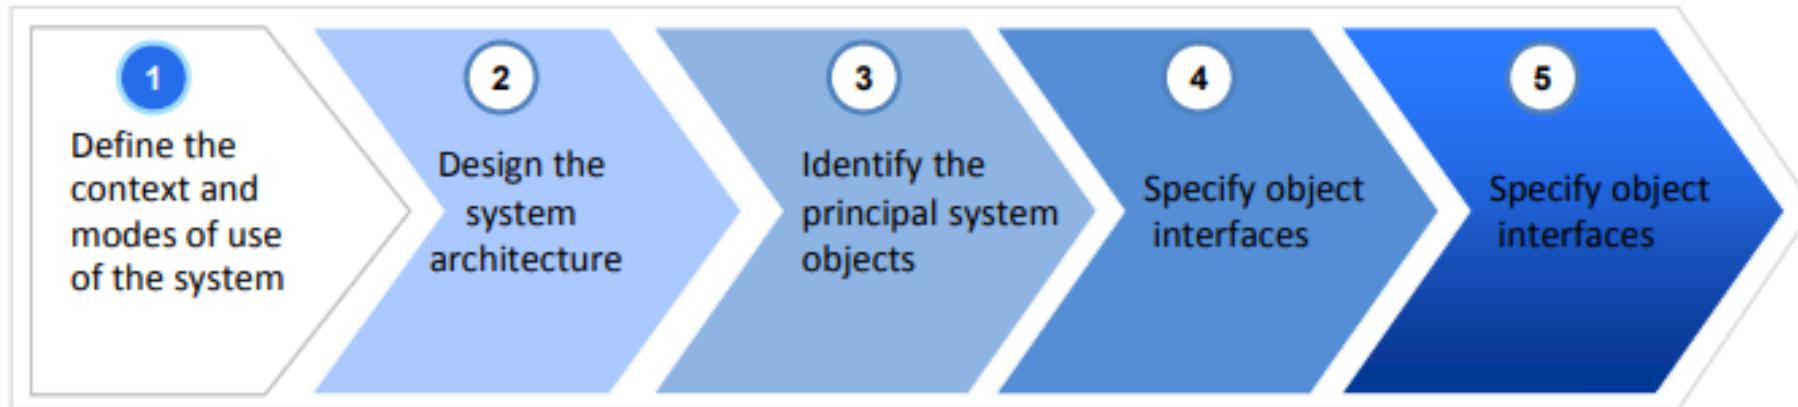 1
Define the
context and
modes of use
of the system
2
Design the
system
architecture
3
Identify the
principal system
objects
4
Specify object
interfaces
5
Specify object
interfaces